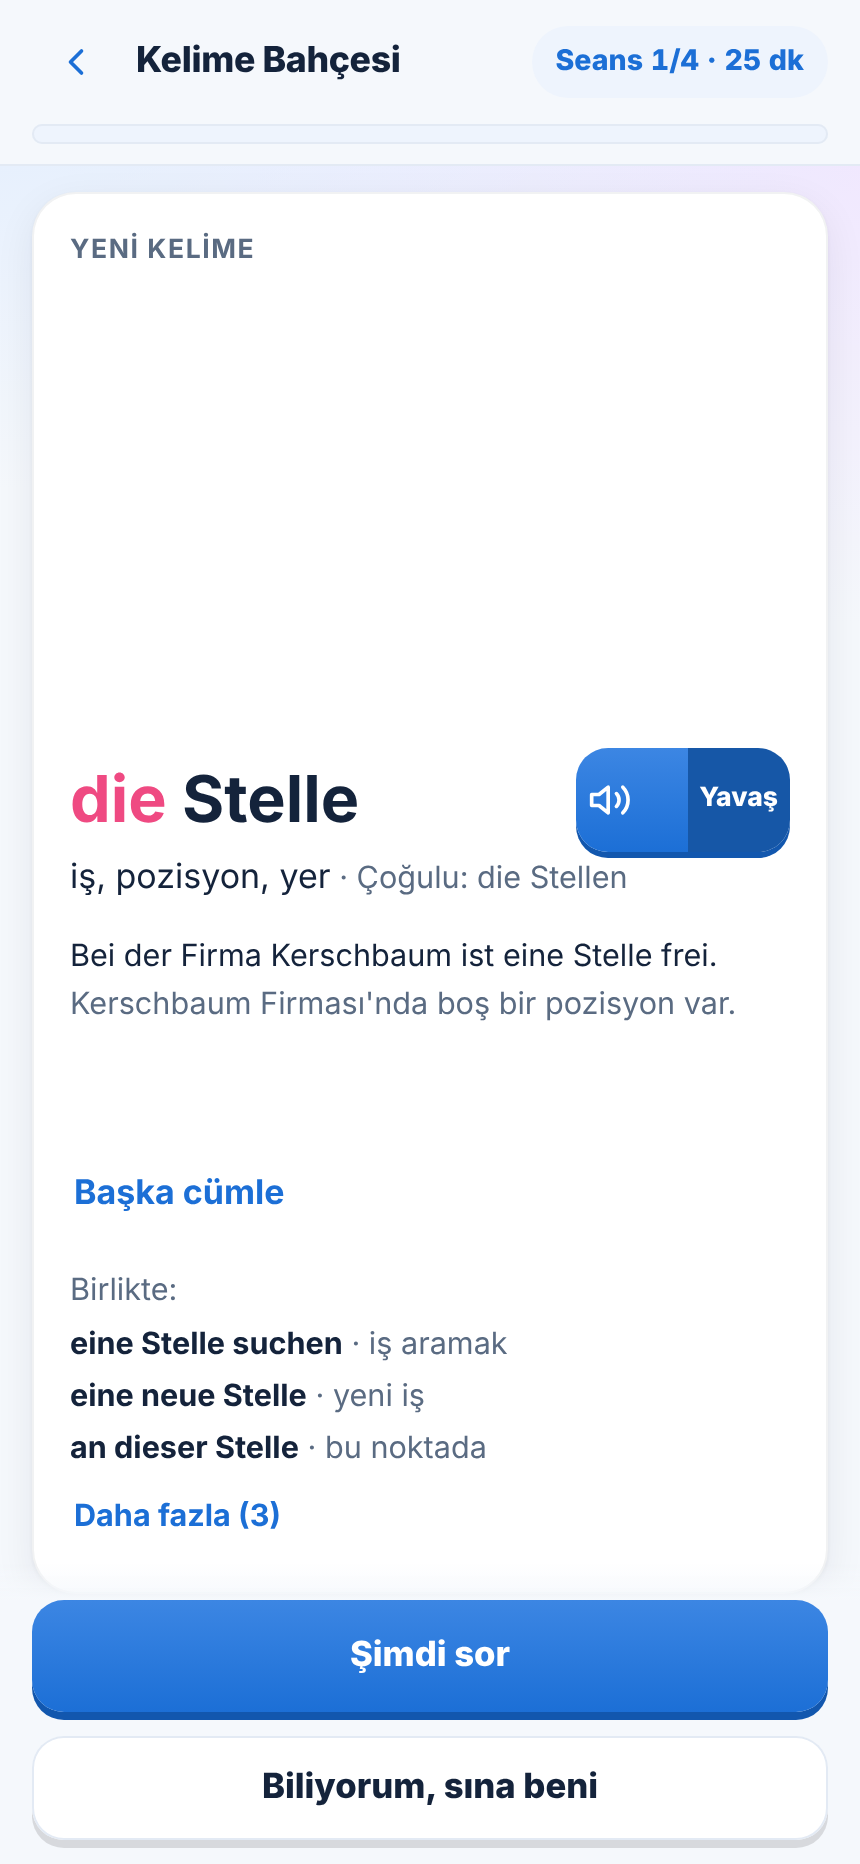 Kelime Bahçesi
Seans 1/4 · 25 dk
YENİ KELİME
die Stelle
Yavaş
iş, pozisyon, yer · Çoğulu: die Stellen
Bei der Firma Kerschbaum ist eine Stelle frei.
Kerschbaum Firması'nda boş bir pozisyon var.
Başka cümle
Birlikte:
eine Stelle suchen · iş aramak
eine neue Stelle · yeni iş
an dieser Stelle · bu noktada
Daha fazla (3)
Şimdi sor
Biliyorum, sına beni